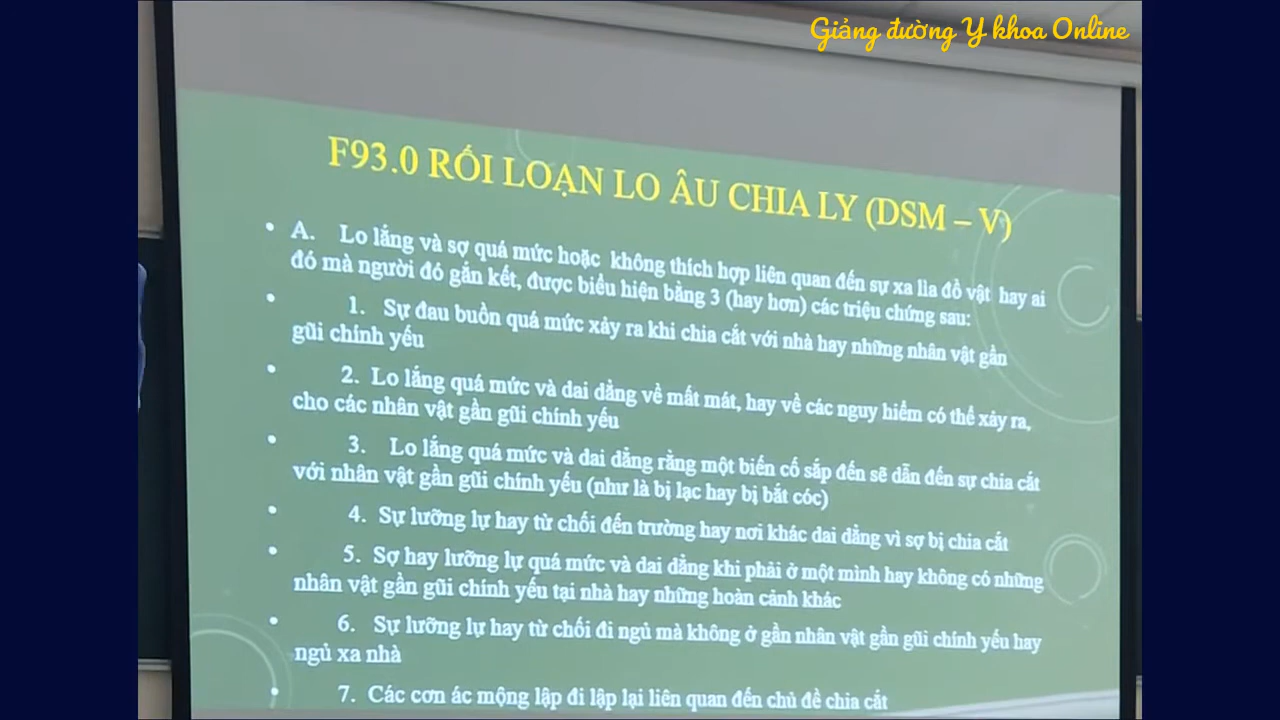 Giảng đường Y khoa Online
F93.0 RỐI LOẠN LO ÂU CHIA LY (DSM – V)
• A. Lo lắng và sợ quá mức hoặc không thích hợp liên quan đến sự xa lìa đồ vật hay ai
đó mà người đó gắn kết, được biểu hiện bằng 3 (hay hơn) các triệu chứng sau:
• 1. Sự đau buồn quá mức xảy ra khi chia cắt với nhà hay những nhân vật gần
gũi chính yếu
• 2. Lo lắng quá mức và dai dẳng về mất mát, hay về các nguy hiểm có thể xảy ra,
cho các nhân vật gần gũi chính yếu
• 3. Lo lắng quá mức và dai dẳng rằng một biến cố sắp đến sẽ dẫn đến sự chia cắt
với nhân vật gần gũi chính yếu (như là bị lạc hay bị bắt cóc)
• 4. Sự lưỡng lự hay từ chối đến trường hay nơi khác dai dẳng vì sợ bị chia cắt
• 5. Sợ hay lưỡng lự quá mức và dai dẳng khi phải ở một mình hay không có những
nhân vật gần gũi chính yếu tại nhà hay những hoàn cảnh khác
• 6. Sự lưỡng lự hay từ chối đi ngủ mà không ở gần nhân vật gần gũi chính yếu hay
ngủ xa nhà
• 7. Các cơn ác mộng lập đi lập lại liên quan đến chủ đề chia cắt